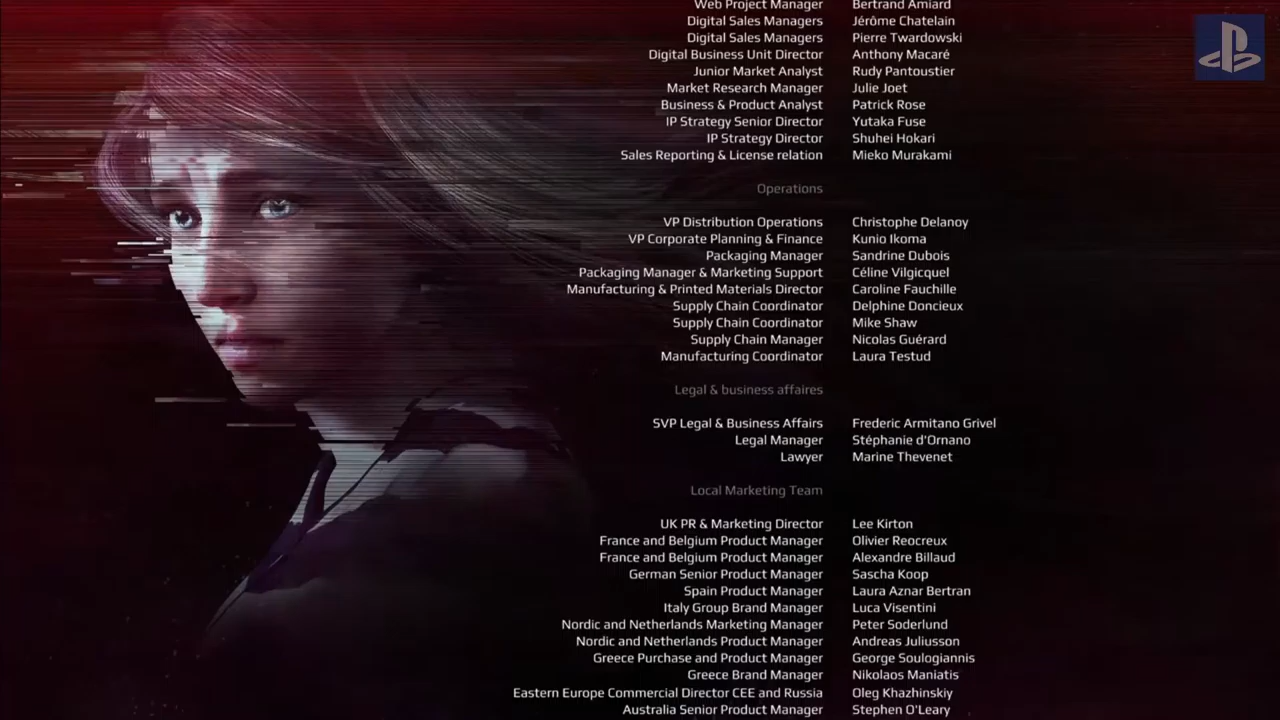 Web Project Manager Bertrand Amiard
Digital Sales Managers Jérôme Chatelain
Digital Sales Managers Pierre Twardowski
Digital Business Unit Director Anthony Macaré
Junior Market Analyst Rudy Pantoustier
Market Research Manager Julie Joet
Business & Product Analyst Patrick Rose
IP Strategy Senior Director Yutaka Fuse
IP Strategy Director Shuhei Hokari
Sales Reporting & License relation Mieko Murakami
Operations
VP Distribution Operations Christophe Delanoy
VP Corporate Planning & Finance Kunio Ikoma
Packaging Manager Sandrine Dubois
Packaging Manager & Marketing Support Céline Vilgicquel
Manufacturing & Printed Materials Director Caroline Fauchille
Supply Chain Coordinator Delphine Doncieux
Supply Chain Coordinator Mike Shaw
Supply Chain Manager Nicolas Guérard
Manufacturing Coordinator Laura Testud
Legal & business affaires
SVP Legal & Business Affairs Frederic Armitano Grivel
Legal Manager Stéphanie d'Ornano
Lawyer Marine Thevenet
Local Marketing Team
UK PR & Marketing Director Lee Kirton
France and Belgium Product Manager Olivier Reocreux
France and Belgium Product Manager Alexandre Billaud
German Senior Product Manager Sascha Koop
Spain Product Manager Laura Aznar Bertran
Italy Group Brand Manager Luca Visentini
Nordic and Netherlands Marketing Manager Peter Soderlund
Nordic and Netherlands Product Manager Andreas Juliusson
Greece Purchase and Product Manager George Soulogiannis
Greece Brand Manager Nikolaos Maniatis
Eastern Europe Commercial Director CEE and Russia Oleg Khazhinskiy
Australia Senior Product Manager Stephen O'Leary